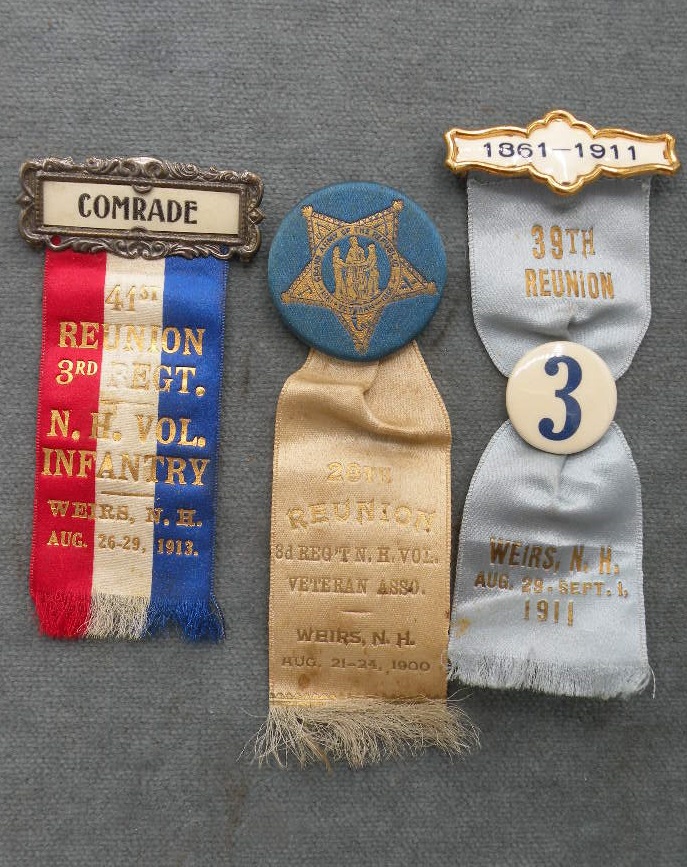 COMRADE
41ST
REUNION
3RD REGT.
N. H. VOL.
INFANTRY
WEIRS, N. H.
AUG. 26-29, 1913.
REUNION
3d REG'T N. H. VOL.
VETERAN ASSO.
WEIRS, N. H.
AUG. 21-24, 1900
1861-1911
39TH
REUNION
3
WEIRS, N. H.
AUG. 29-SEPT. 1,
1911